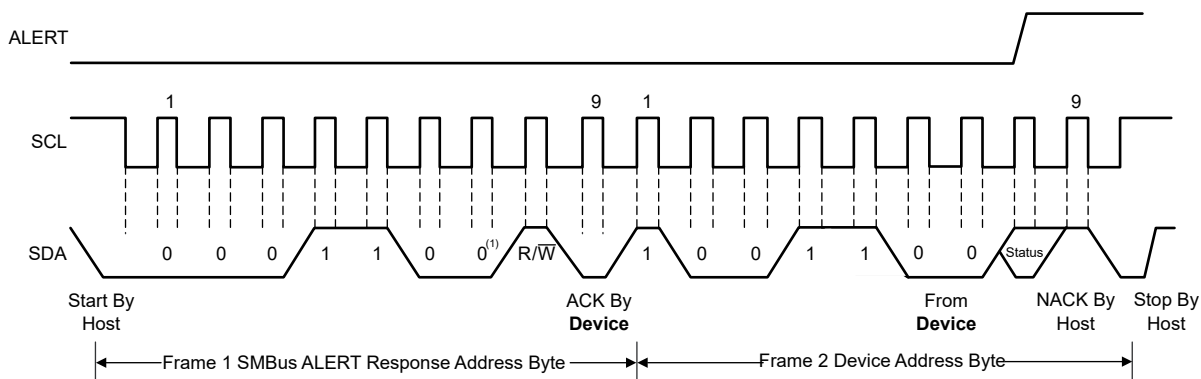 ALERT
1 9 1 9
SCL
SDA
0 0 0 1 1 0 0(1) R/W̅ 1 0 0 1 1 0 0 Status
Start By
Host
ACK By
Device
From
Device
NACK By
Host
Stop By
Host
Frame 1 SMBus ALERT Response Address Byte
Frame 2 Device Address Byte